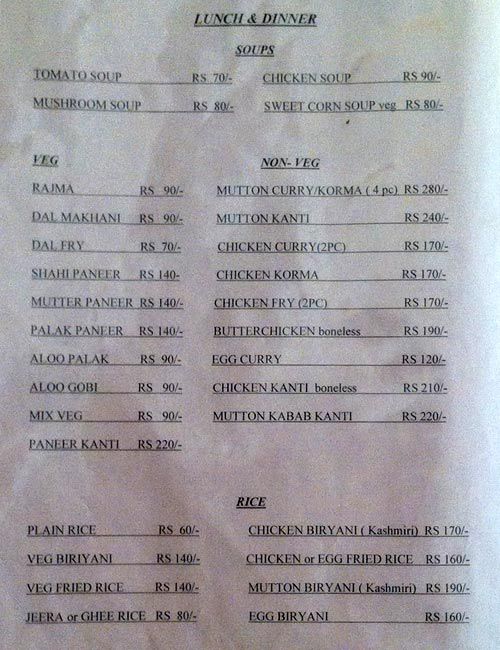 LUNCH & DINNER
SOUPS
TOMATO SOUP RS 70/- CHICKEN SOUP RS 90/-
MUSHROOM SOUP RS 80/- SWEET CORN SOUP veg RS 80/-
VEG NON- VEG
RAJMA RS 90/- MUTTON CURRY/KORMA ( 4 pc) RS 280/-
DAL MAKHANI RS 90/- MUTTON KANTI RS 240/-
DAL FRY RS 70/- CHICKEN CURRY(2PC) RS 170/-
SHAHI PANEER RS 140- CHICKEN KORMA RS 170/-
MUTTER PANEER RS 140/- CHICKEN FRY (2PC) RS 170/-
PALAK PANEER RS 140/- BUTTERCHICKEN boneless RS 190/-
ALOO PALAK RS 90/- EGG CURRY RS 120/-
ALOO GOBI RS 90/- CHICKEN KANTI boneless RS 210/-
MIX VEG RS 90/- MUTTON KABAB KANTI RS 220/-
PANEER KANTI RS 220/-
RICE
PLAIN RICE RS 60/- CHICKEN BIRYANI ( Kashmiri) RS 170/-
VEG BIRIYANI RS 140/- CHICKEN or EGG FRIED RICE RS 160/-
VEG FRIED RICE RS 140/- MUTTON BIRYANI ( Kashmiri) RS 190/-
JEERA or GHEE RICE RS 80/- EGG BIRYANI RS 160/-